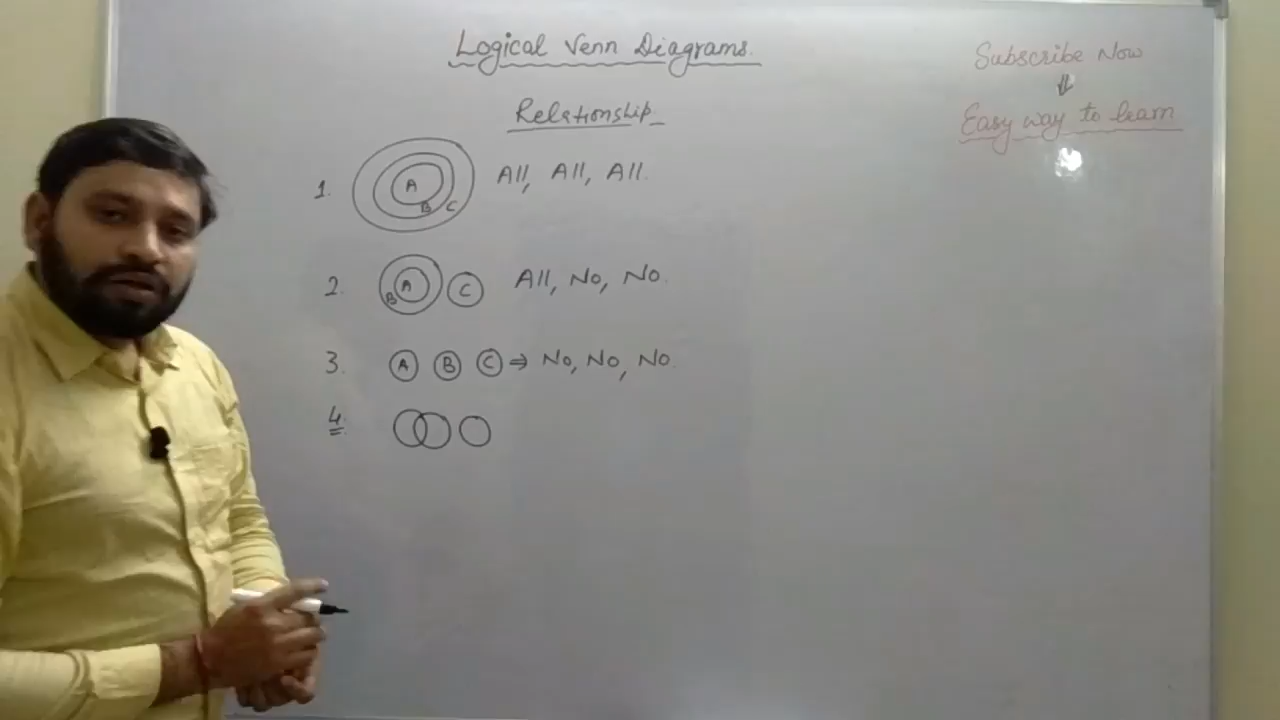 Logical Venn Diagrams.
Subscribe Now
⇓
Easy way to learn
Relationship
1. A B C All, All, All.
2. A B C All, No, No.
3. A B C ⇒ No, No, No.
4.